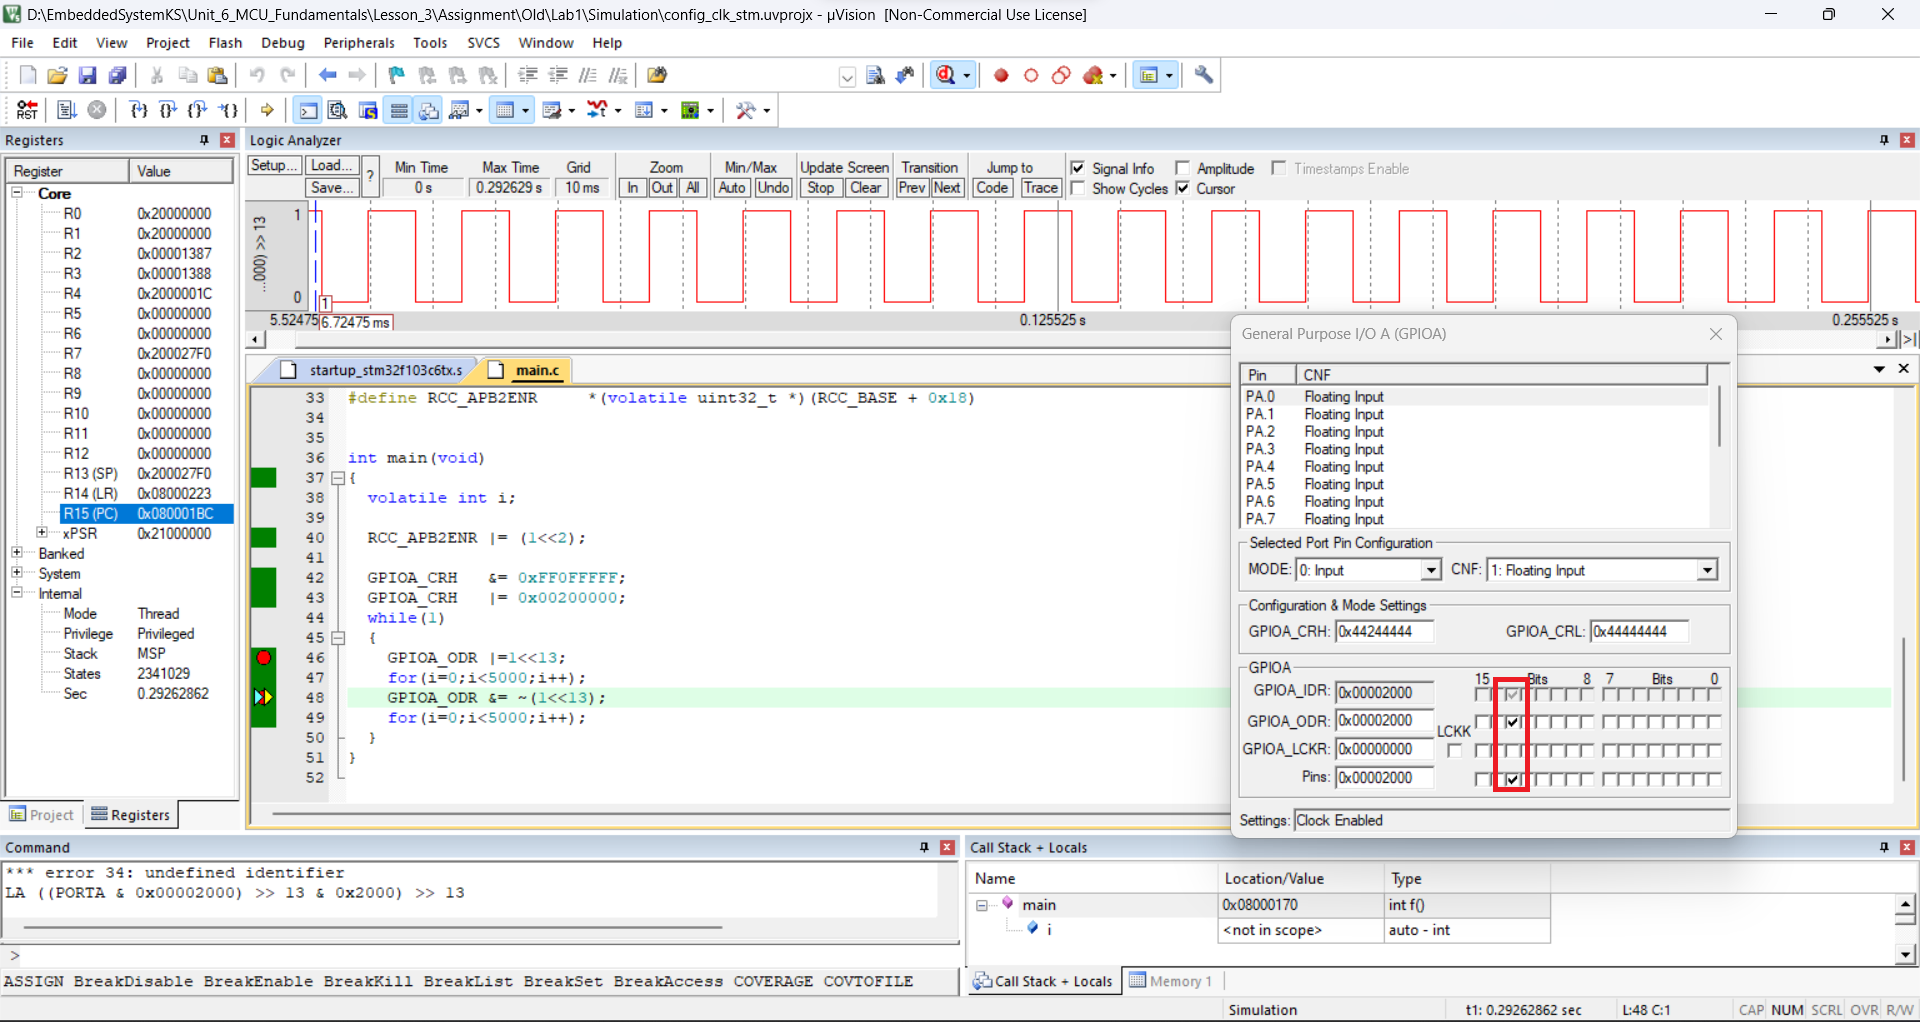 D:\EmbeddedSystemKS\Unit_6_MCU_Fundamentals\Lesson_3\Assignment\Old\Lab1\Simulation\config_clk_stm.uvprojx - µVision [Non-Commercial Use License]
File Edit View Project Flash Debug Peripherals Tools SVCS Window Help
RST
Registers
Register Value
Core
R0 0x20000000
R1 0x20000000
R2 0x00001387
R3 0x00001388
R4 0x2000001C
R5 0x00000000
R6 0x00000000
R7 0x200027F0
R8 0x00000000
R9 0x00000000
R10 0x00000000
R11 0x00000000
R12 0x00000000
R13 (SP) 0x200027F0
R14 (LR) 0x08000223
R15 (PC) 0x080001BC
xPSR 0x21000000
Banked
System
Internal
Mode Thread
Privilege Privileged
Stack MSP
States 2341029
Sec 0.29262862
Project Registers
Logic Analyzer
Setup... Load... Save... ?
Min Time Max Time Grid Zoom Min/Max Update Screen Transition Jump to
0 s 0.292629 s 10 ms In Out All Auto Undo Stop Clear Prev Next Code Trace
Signal Info Amplitude Timestamps Enable
Show Cycles Cursor
...000) >> 13
1
0
1
5.52475 6.72475 ms 0.125525 s 0.255525 s
startup_stm32f103c6tx.s main.c
33 #define RCC_APB2ENR *(volatile uint32_t *)(RCC_BASE + 0x18)
34
35
36 int main(void)
37 {
38 volatile int i;
39
40 RCC_APB2ENR |= (1<<2);
41
42 GPIOA_CRH &= 0xFF0FFFFF;
43 GPIOA_CRH |= 0x00200000;
44 while(1)
45 {
46 GPIOA_ODR |=1<<13;
47 for(i=0;i<5000;i++);
48 GPIOA_ODR &= ~(1<<13);
49 for(i=0;i<5000;i++);
50 }
51 }
52
General Purpose I/O A (GPIOA)
Pin CNF
PA.0 Floating Input
PA.1 Floating Input
PA.2 Floating Input
PA.3 Floating Input
PA.4 Floating Input
PA.5 Floating Input
PA.6 Floating Input
PA.7 Floating Input
Selected Port Pin Configuration
MODE: 0: Input CNF: 1: Floating Input
Configuration & Mode Settings
GPIOA_CRH: 0x44244444 GPIOA_CRL: 0x44444444
GPIOA
15 Bits 8 7 Bits 0
GPIOA_IDR: 0x00002000
GPIOA_ODR: 0x00002000
LCKK
GPIOA_LCKR: 0x00000000
Pins: 0x00002000
Settings: Clock Enabled
Command
*** error 34: undefined identifier
LA ((PORTA & 0x00002000) >> 13 & 0x2000) >> 13
>
ASSIGN BreakDisable BreakEnable BreakKill BreakList BreakSet BreakAccess COVERAGE COVTOFILE
Call Stack + Locals
Name Location/Value Type
main 0x08000170 int f()
i <not in scope> auto - int
Call Stack + Locals Memory 1
Simulation t1: 0.29262862 sec L:48 C:1 CAP NUM SCRL OVR R/W